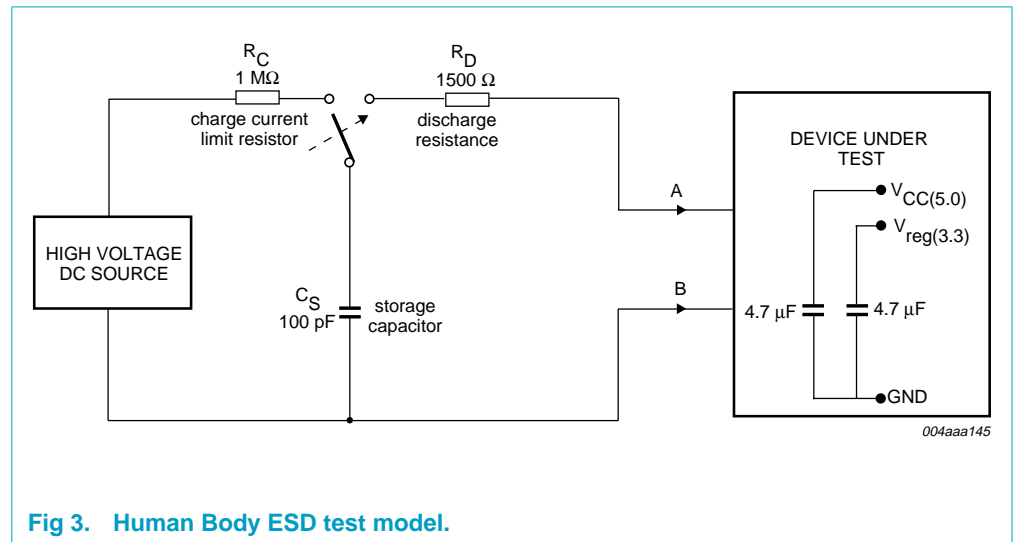 R_C
1 MΩ
charge current
limit resistor
R_D
1500 Ω
discharge
resistance
HIGH VOLTAGE
DC SOURCE
C_S
100 pF
storage
capacitor
A
B
DEVICE UNDER
TEST
V_CC(5.0)
V_reg(3.3)
4.7 μF
4.7 μF
GND
004aaa145
Fig 3. Human Body ESD test model.